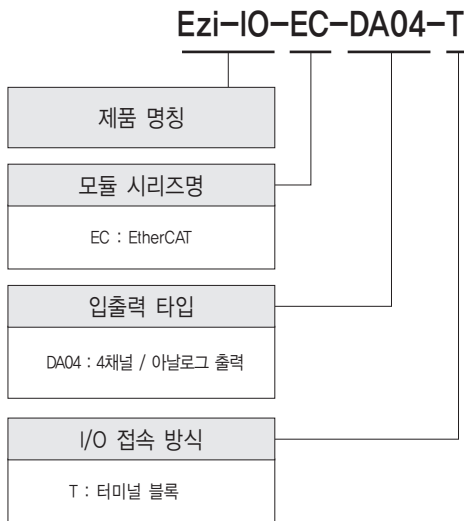 Ezi-IO-EC-DA04-T
제품 명칭
모듈 시리즈명
EC : EtherCAT
입출력 타입
DA04 : 4채널 / 아날로그 출력
I/O 접속 방식
T : 터미널 블록